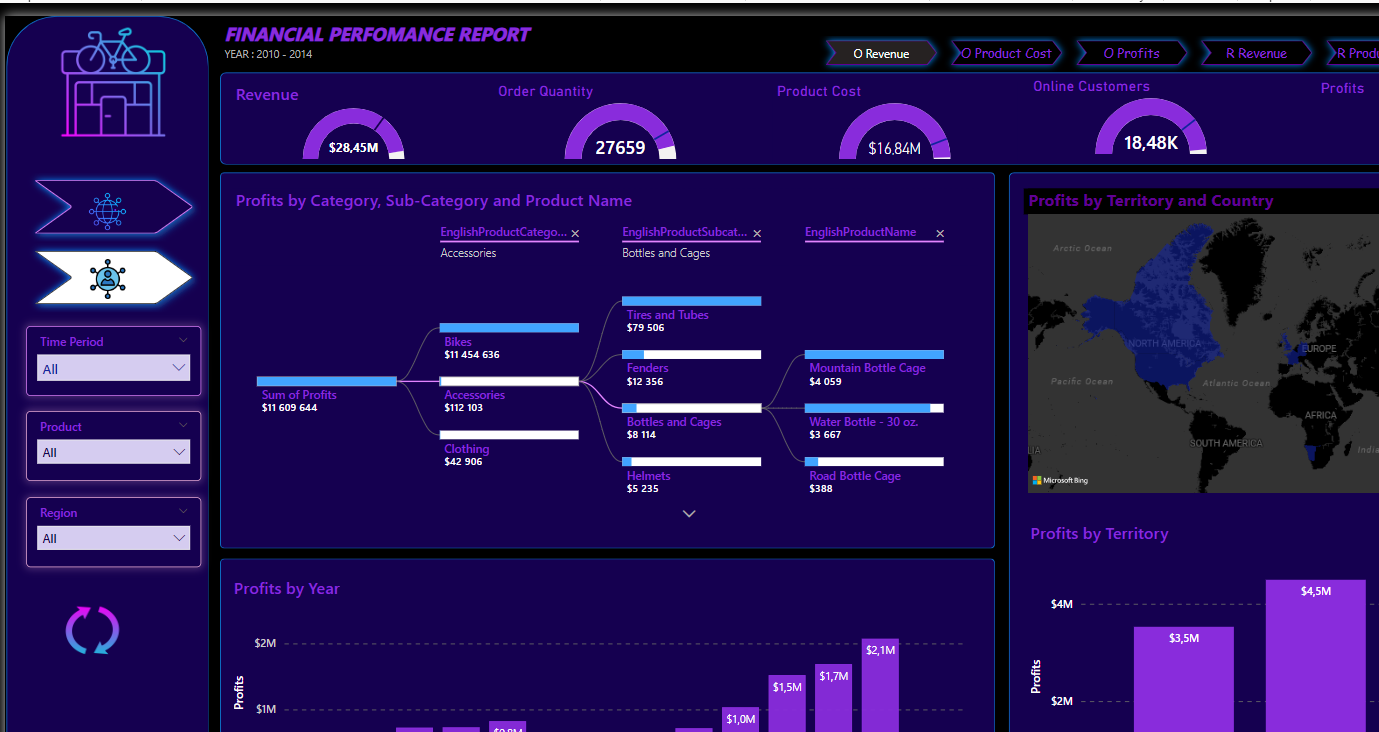 FINANCIAL PERFOMANCE REPORT
YEAR : 2010 - 2014
O Revenue
O Product Cost
O Profits
R Revenue
R Produ
Revenue
Order Quantity
Product Cost
Online Customers
Profits
$28,45M
27659
$16,84M
18,48K
Time Period
All
Product
All
Region
All
Profits by Category, Sub-Category and Product Name
EnglishProductCatego...
EnglishProductSubcat...
EnglishProductName
Accessories
Bottles and Cages
Sum of Profits
$11 609 644
Bikes
$11 454 636
Accessories
$112 103
Clothing
$42 906
Tires and Tubes
$79 506
Fenders
$12 356
Bottles and Cages
$8 114
Helmets
$5 235
Mountain Bottle Cage
$4 059
Water Bottle - 30 oz.
$3 667
Road Bottle Cage
$388
Profits by Territory and Country
Arctic Ocean
NORTH AMERICA
EUROPE
Pacific Ocean
Atlantic Ocean
AFRICA
SOUTH AMERICA
India
LIA
Microsoft Bing
Profits by Year
Profits
$2M
$1M
$0,8M
$1,0M
$1,5M
$1,7M
$2,1M
Profits by Territory
Profits
$4M
$2M
$3,5M
$4,5M